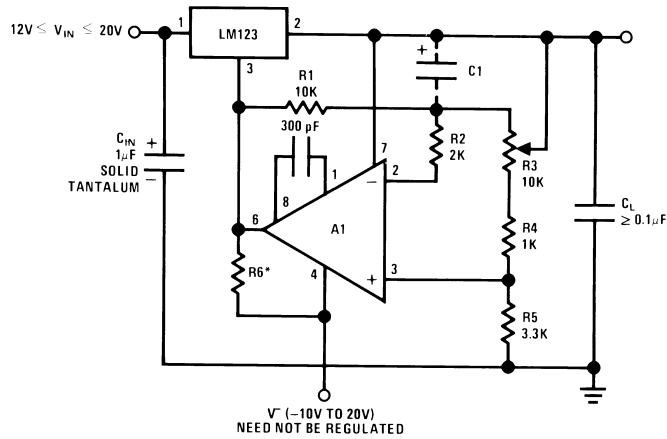 12V ≤ VIN ≤ 20V
1
LM123
2
3
+
C1
R1
10K
300 pF
7
R2
2K
R3
10K
CIN
1μF
SOLID
TANTALUM
+
−
8
1
2
−
6
A1
CL
≥ 0.1μF
R4
1K
R6*
4
+
3
R5
3.3K
V− (−10V TO 20V)
NEED NOT BE REGULATED